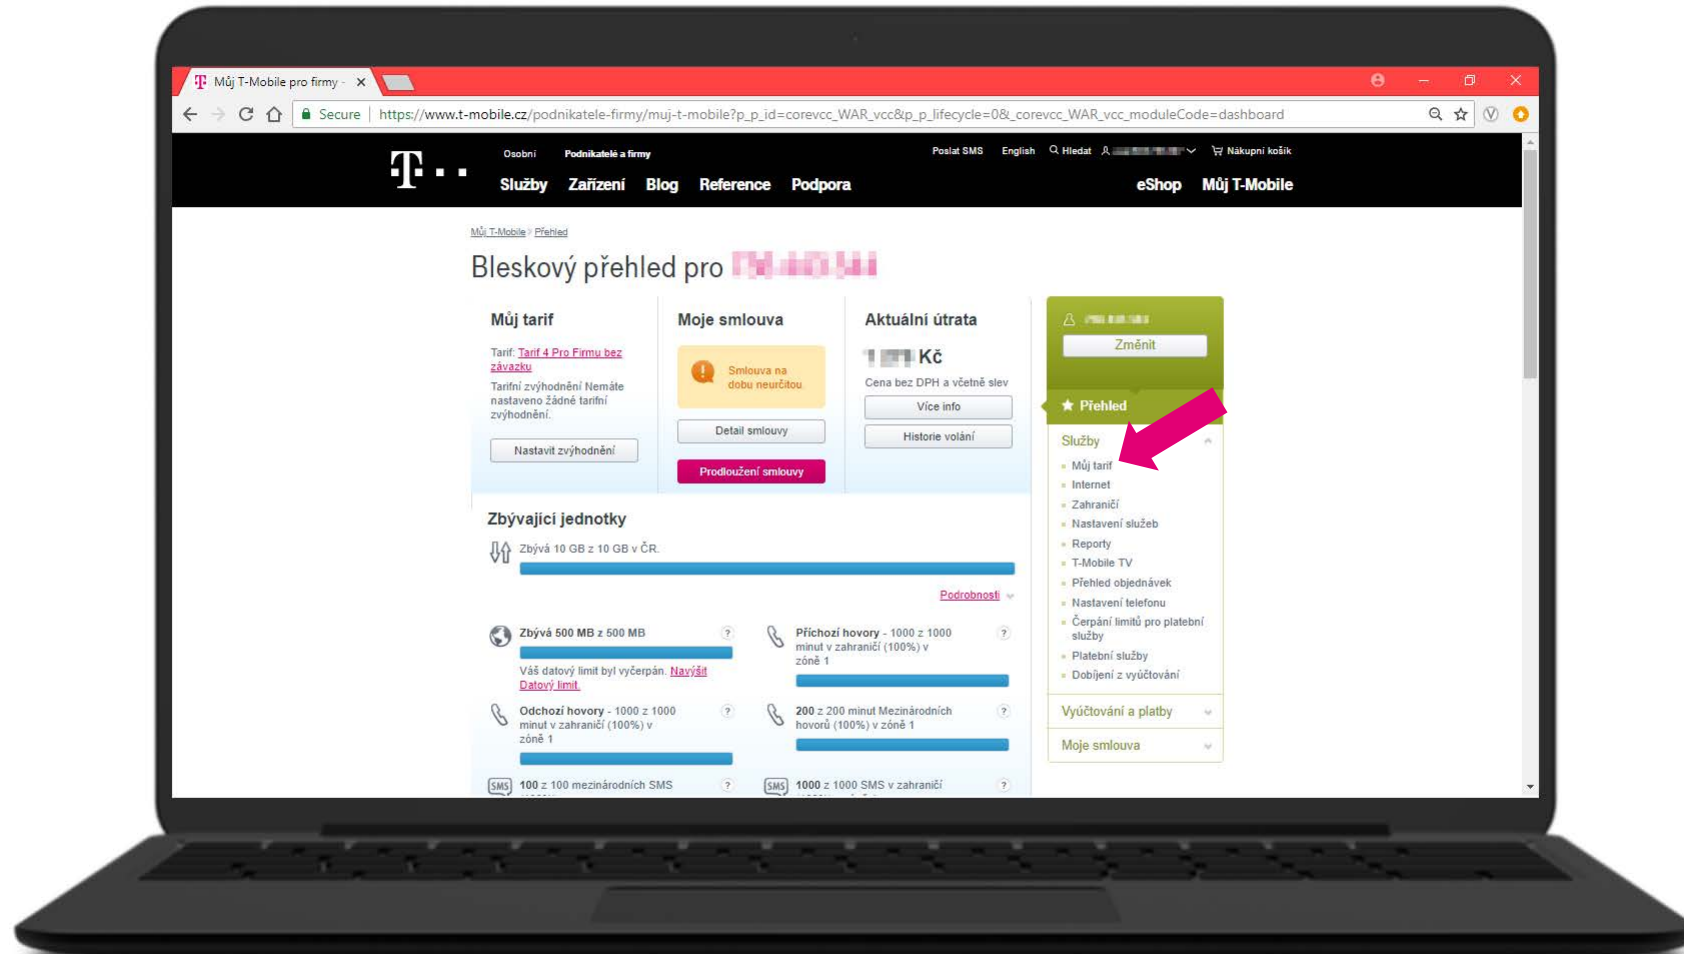 Můj T-Mobile pro firmy -
Secure
https://www.t-mobile.cz/podnikatele-firmy/muj-t-mobile?p_p_id=corevcc_WAR_vcc&p_p_lifecycle=0&_corevcc_WAR_vcc_moduleCode=dashboard
Osobní Podnikatelé a firmy Poslat SMS English Hledat Nákupní košík
Služby Zařízení Blog Reference Podpora eShop Můj T-Mobile
Můj T-Mobile > Přehled
Bleskový přehled pro
Můj tarif
Tarif: Tarif 4 Pro Firmu bez
závazku
Tarifní zvýhodnění Nemáte
nastaveno žádné tarifní
zvýhodnění.
Nastavit zvýhodnění
Moje smlouva
Smlouva na
dobu neurčitou
Detail smlouvy
Prodloužení smlouvy
Aktuální útrata
Kč
Cena bez DPH a včetně slev
Více info
Historie volání
Zbývající jednotky
Zbývá 10 GB z 10 GB v ČR.
Podrobnosti
Zbývá 500 MB z 500 MB ?
Váš datový limit byl vyčerpán. Navýšit
Datový limit.
Příchozí hovory - 1000 z 1000 ?
minut v zahraničí (100%) v
zóně 1
Odchozí hovory - 1000 z 1000 ?
minut v zahraničí (100%) v
zóně 1
200 z 200 minut Mezinárodních ?
hovorů (100%) v zóně 1
SMS 100 z 100 mezinárodních SMS ?
SMS 1000 z 1000 SMS v zahraničí ?
Změnit
Přehled
Služby
Můj tarif
Internet
Zahraničí
Nastavení služeb
Reporty
T-Mobile TV
Přehled objednávek
Nastavení telefonu
Čerpání limitů pro platební
služby
Platební služby
Dobíjení z vyúčtování
Vyúčtování a platby
Moje smlouva